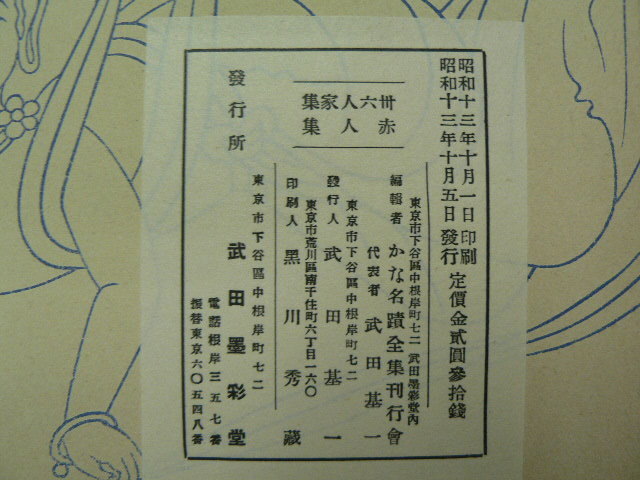 昭和十三年十月一日印刷
昭和十三年十月五日發行
定價金貳圓參拾錢
卅六人家集
赤人集
東京市下谷區中根岸町七二 武田墨彩堂内
編輯者 かな名蹟全集刊行會
代表者 武田基一
東京市下谷區中根岸町七二
發行人 武田基一
東京市荒川區南千住町六丁目一六〇
印刷人 黑川秀藏
發行所
東京市下谷區中根岸町七二
武田墨彩堂
電話根岸三五七番
振替東京六〇五四八番